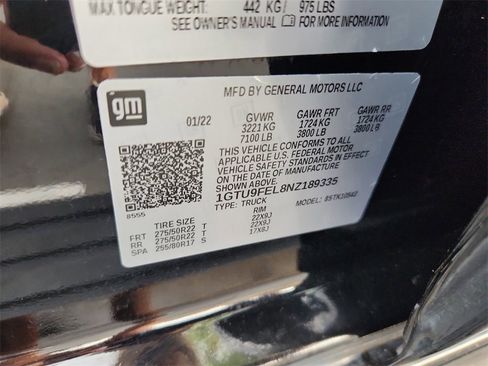 MAX TONGUE WEIGHT: 442 KG / 975 LBS
SEE OWNER'S MANUAL FOR MORE INFORMATION
gm
MFD BY GENERAL MOTORS LLC
01/22 GVWR GAWR FRT GAWR RR
3221 KG 1724 KG 1724 KG
7100 LB 3800 LB 3800 LB
THIS VEHICLE CONFORMS TO ALL
APPLICABLE U.S. FEDERAL MOTOR
VEHICLE SAFETY STANDARDS IN EFFECT
ON THE DATE OF MANUFACTURE
SHOWN ABOVE.
1GTU9FEL8NZ189335
TYPE: TRUCK MODEL:
8555
TIRE SIZE RIM
FRT 275/50R22 T 22X9J
RR 275/50R22 T 22X9J
SPA 255/80R17 S 17X8J